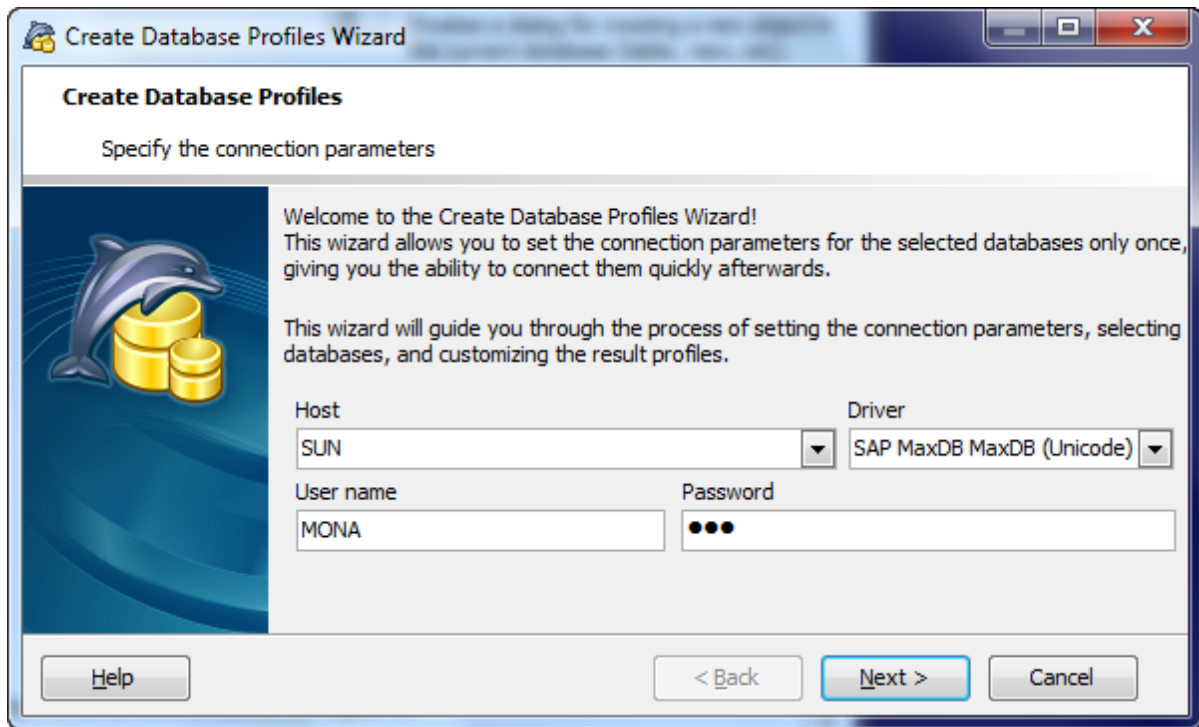 Create Database Profiles Wizard
Create Database Profiles
Specify the connection parameters
Welcome to the Create Database Profiles Wizard!
This wizard allows you to set the connection parameters for the selected databases only once,
giving you the ability to connect them quickly afterwards.
This wizard will guide you through the process of setting the connection parameters, selecting
databases, and customizing the result profiles.
Host Driver
SUN SAP MaxDB MaxDB (Unicode)
User name Password
MONA ●●●
Help < Back Next > Cancel